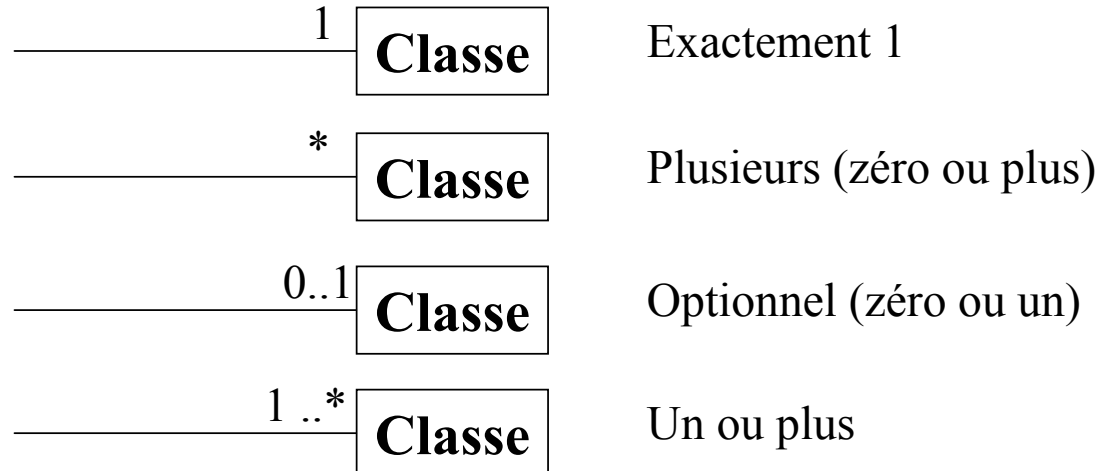 1 Classe Exactement 1
* Classe Plusieurs (zéro ou plus)
0..1 Classe Optionnel (zéro ou un)
1 ..* Classe Un ou plus